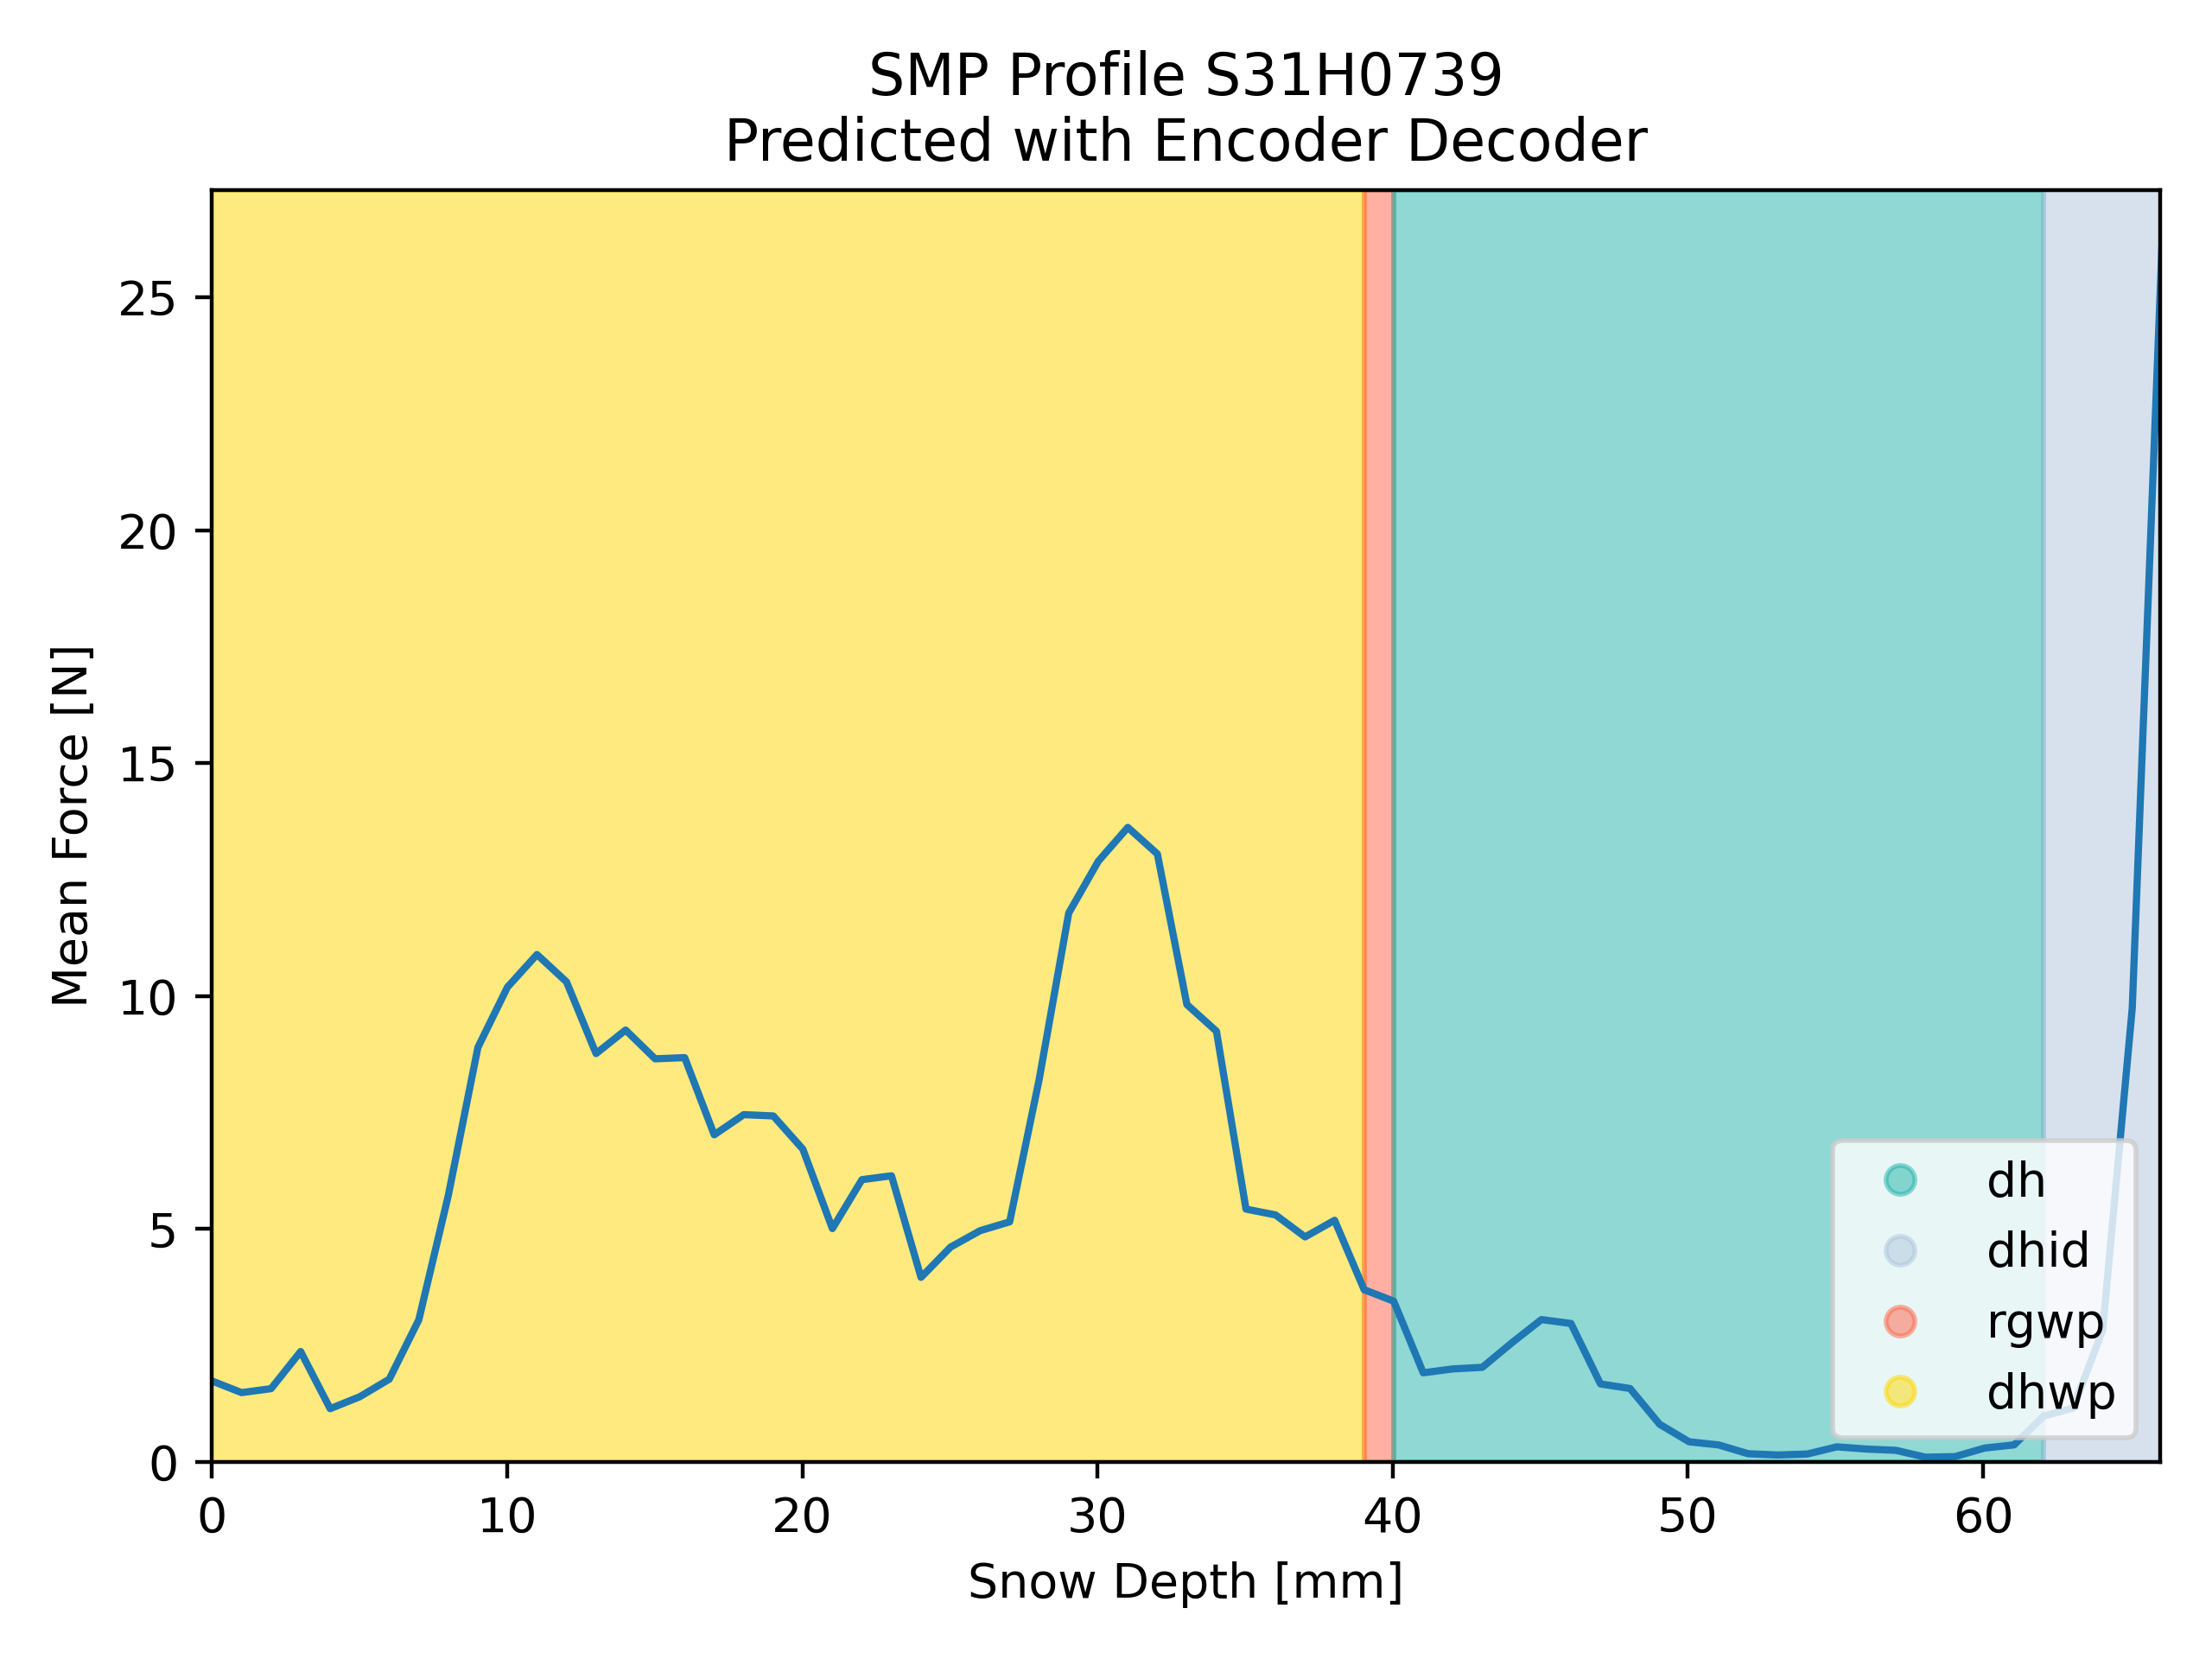 SMP Profile S31H0739
Predicted with Encoder Decoder
Mean Force [N]
25
20
15
10
5
0
0 10 20 30 40 50 60
Snow Depth [mm]
dh
dhid
rgwp
dhwp